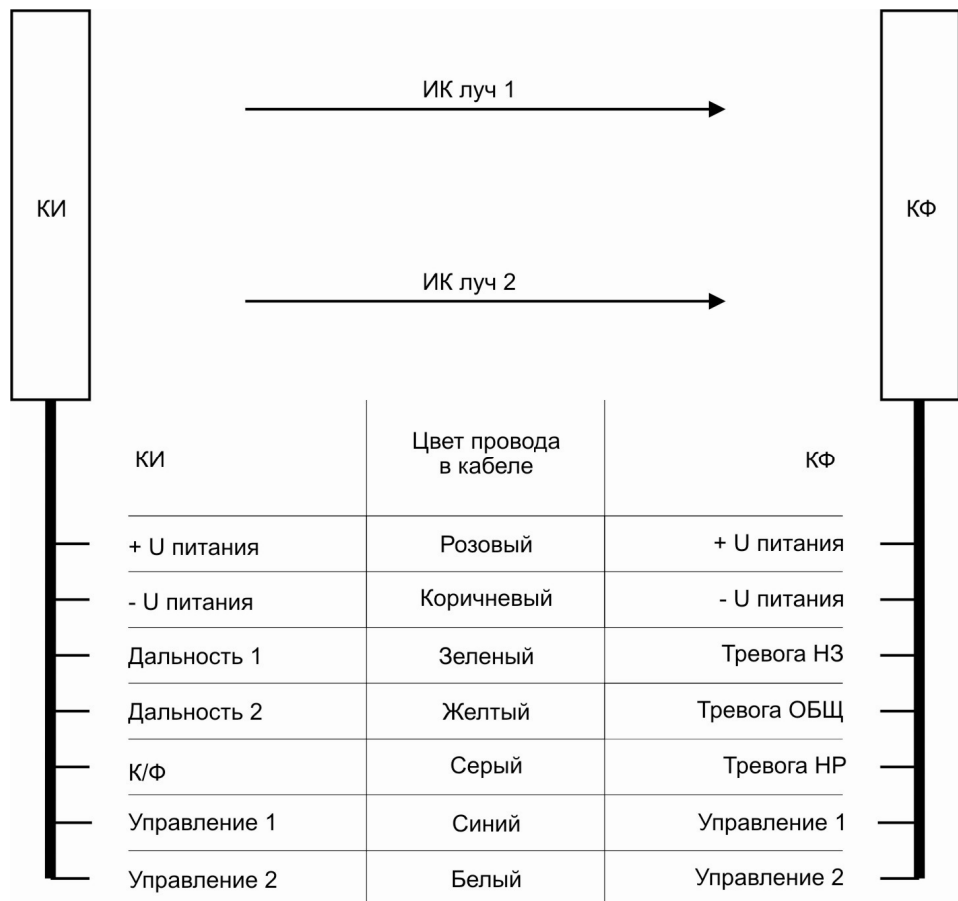 ИК луч 1
КИ
КФ
ИК луч 2
КИ
Цвет провода
в кабеле
КФ
+ U питания
Розовый
+ U питания
- U питания
Коричневый
- U питания
Дальность 1
Зеленый
Тревога НЗ
Дальность 2
Желтый
Тревога ОБЩ
К/Ф
Серый
Тревога НР
Управление 1
Синий
Управление 1
Управление 2
Белый
Управление 2